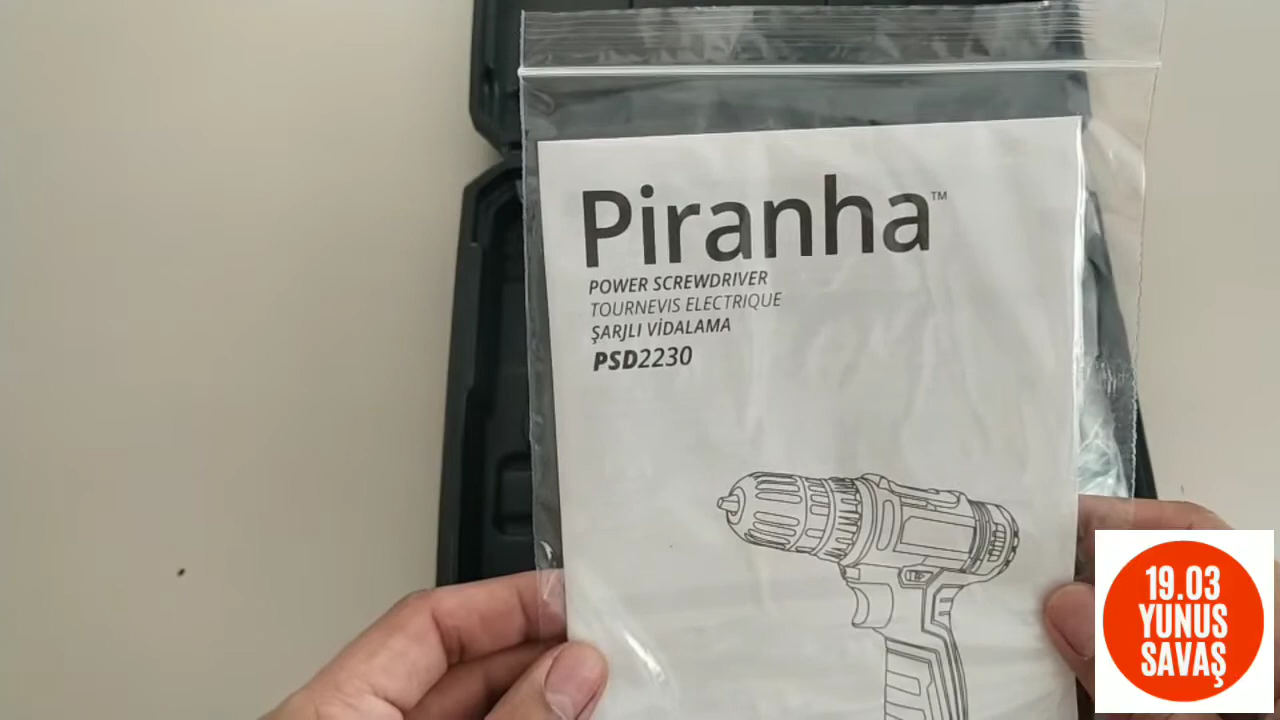 Piranha™
POWER SCREWDRIVER
TOURNEVIS ELECTRIQUE
ŞARJLI VİDALAMA
PSD2230
19.03
YUNUS
SAVAŞ